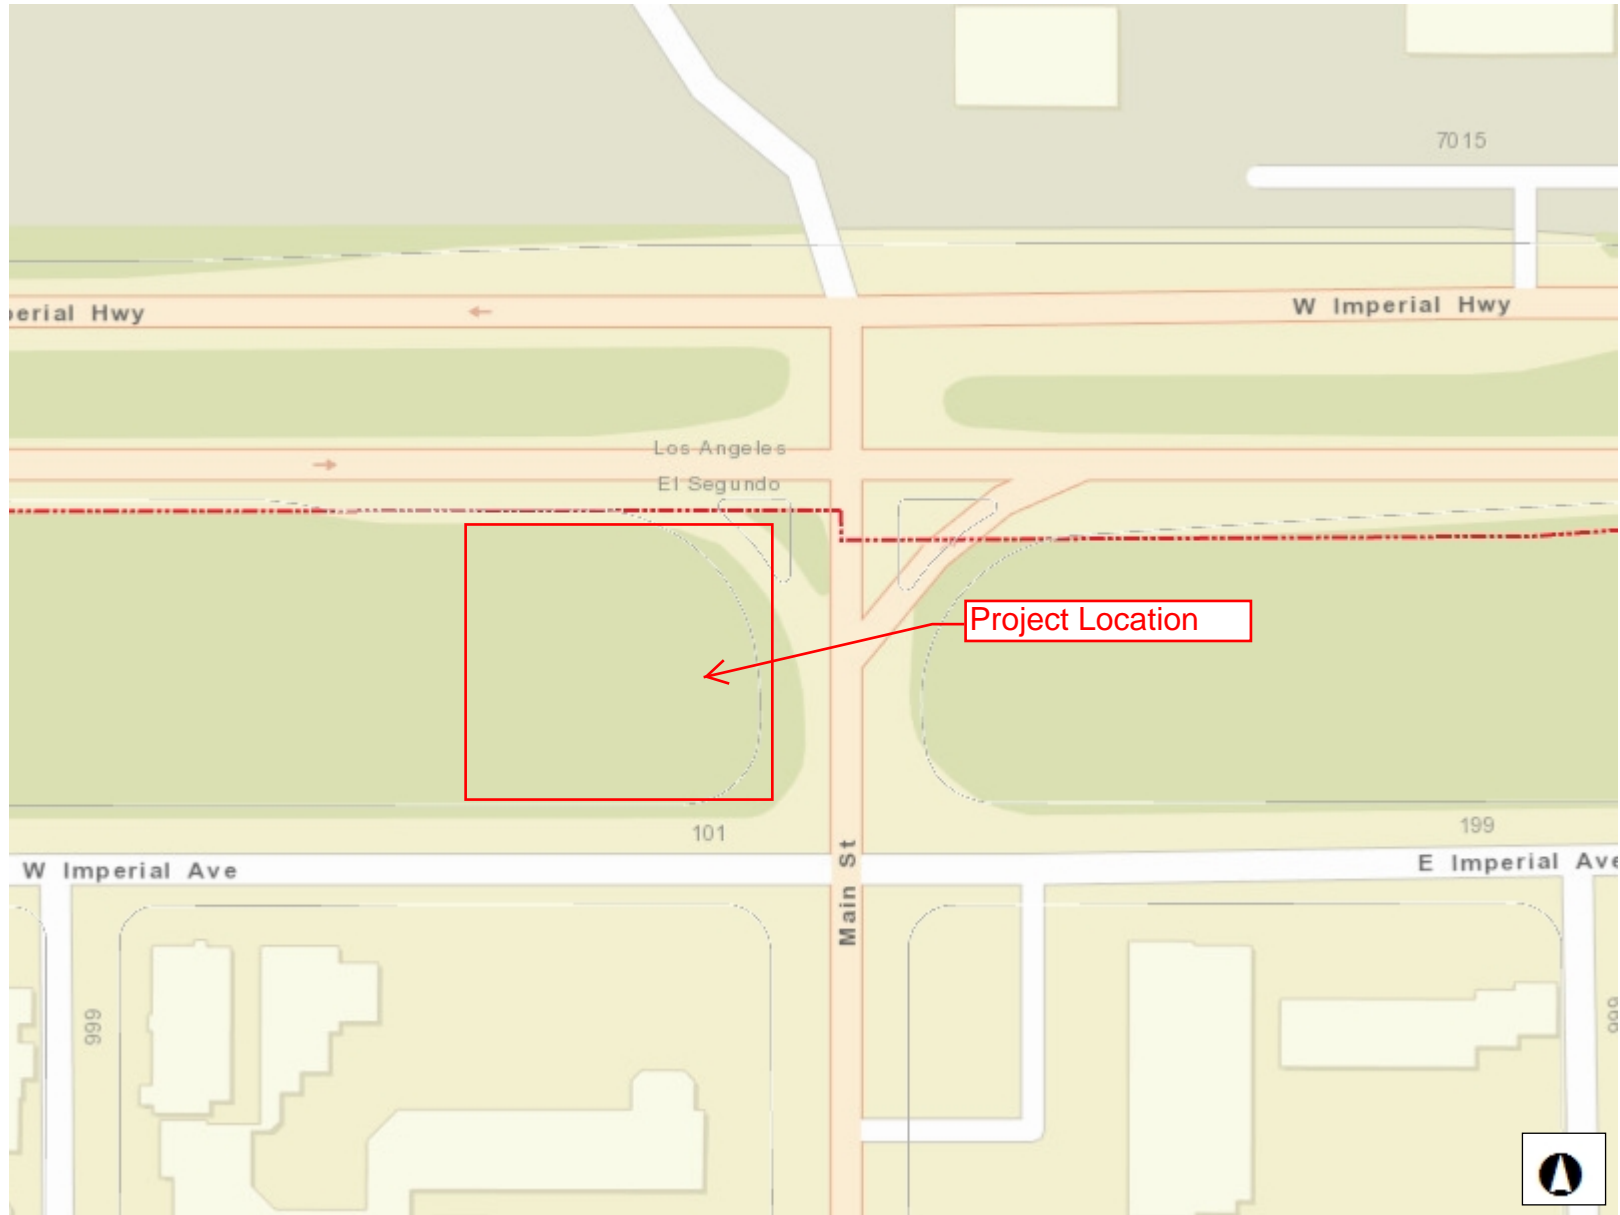 7015
perial Hwy
W Imperial Hwy
Los Angeles
El Segundo
Project Location
101
199
W Imperial Ave
E Imperial Ave
Main St
999
999